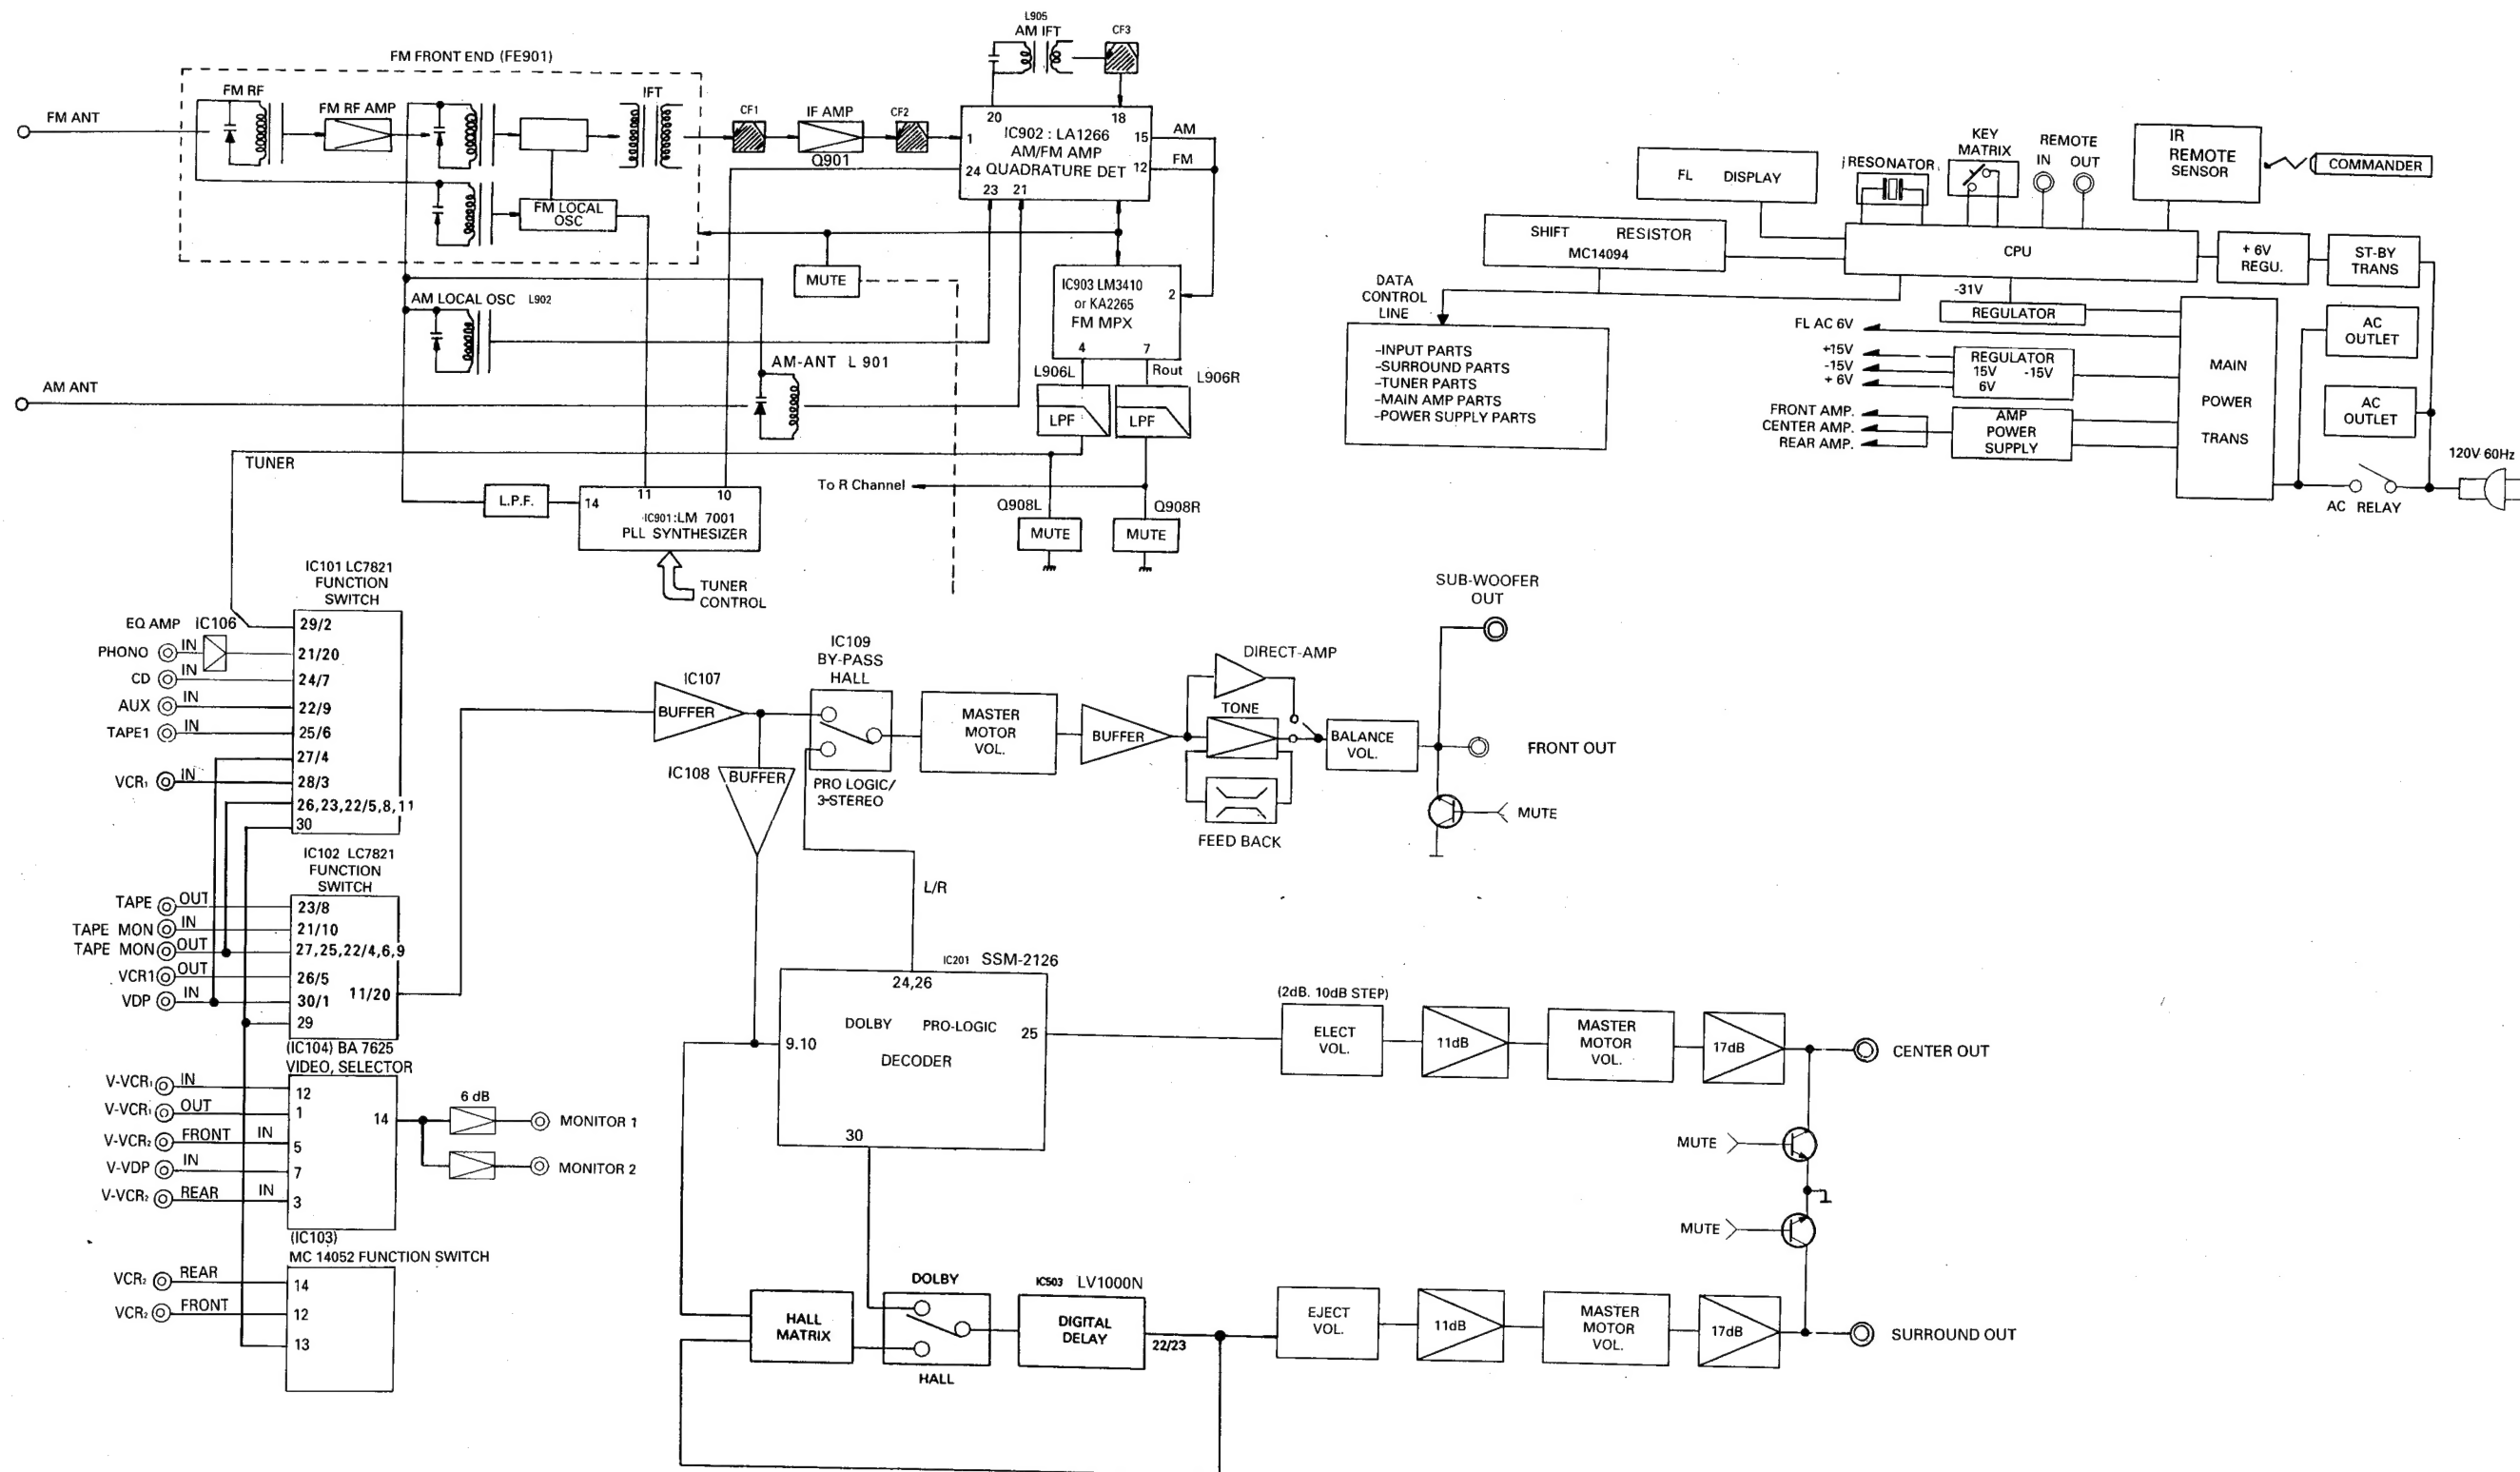 L905
AM IFT
CF3
FM FRONT END (FE901)
FM RF
FM RF AMP
IFT
CF1
IF AMP
CF2
Q901
FM LOCAL
OSC
FM ANT
20
18
1
IC902 : LA1266
AM/FM AMP
24 QUADRATURE DET
15
12
23
21
AM
FM
MUTE
AM LOCAL OSC L902
IC903 LM3410
or KA2265
FM MPX
2
4
7
AM-ANT L 901
AM ANT
L906L
Rout
L906R
LPF
LPF
TUNER
To R Channel
L.P.F.
14
11
10
IC901:LM 7001
PLL SYNTHESIZER
Q908L
Q908R
MUTE
MUTE
TUNER
CONTROL
FL DISPLAY
RESONATOR
KEY
MATRIX
REMOTE
IN
OUT
IR
REMOTE
SENSOR
COMMANDER
SHIFT RESISTOR
MC14094
CPU
+ 6V
REGU.
ST-BY
TRANS
DATA
CONTROL
LINE
-31V
REGULATOR
-INPUT PARTS
-SURROUND PARTS
-TUNER PARTS
-MAIN AMP PARTS
-POWER SUPPLY PARTS
FL AC 6V
+15V
-15V
+ 6V
REGULATOR
15V -15V
6V
FRONT AMP.
CENTER AMP.
REAR AMP.
AMP
POWER
SUPPLY
MAIN
POWER
TRANS
AC
OUTLET
AC
OUTLET
120V 60Hz
AC RELAY
IC101 LC7821
FUNCTION
SWITCH
EQ AMP IC106
PHONO IN
CD IN
AUX IN
TAPE1 IN
VCR1 IN
29/2
21/20
24/7
22/9
25/6
27/4
28/3
26,23,22/5,8,11
30
IC102 LC7821
FUNCTION
SWITCH
TAPE OUT
TAPE MON IN
TAPE MON OUT
VCR1 OUT
VDP IN
23/8
21/10
27,25,22/4,6,9
26/5
30/1
11/20
29
(IC104) BA 7625
VIDEO, SELECTOR
V-VCR1 IN
V-VCR1 OUT
V-VCR2 FRONT IN
V-VDP IN
V-VCR2 REAR IN
12
1
5
7
3
14
6 dB
MONITOR 1
MONITOR 2
(IC103)
MC 14052 FUNCTION SWITCH
VCR2 REAR
VCR2 FRONT
14
12
13
IC107
BUFFER
IC108
BUFFER
IC109
BY-PASS
HALL
PRO LOGIC/
3-STEREO
MASTER
MOTOR
VOL.
BUFFER
DIRECT-AMP
TONE
FEED BACK
BALANCE
VOL.
SUB-WOOFER
OUT
FRONT OUT
MUTE
L/R
IC201 SSM-2126
24,26
9.10
DOLBY PRO-LOGIC
DECODER
25
30
(2dB. 10dB STEP)
ELECT
VOL.
11dB
MASTER
MOTOR
VOL.
17dB
CENTER OUT
MUTE
MUTE
HALL
MATRIX
DOLBY
HALL
IC503 LV1000N
DIGITAL
DELAY
22/23
EJECT
VOL.
11dB
MASTER
MOTOR
VOL.
17dB
SURROUND OUT